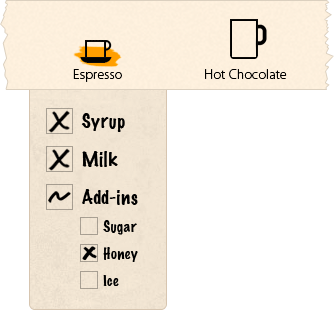 Espresso
Hot Chocolate
Syrup
Milk
Add-ins
Sugar
Honey
Ice